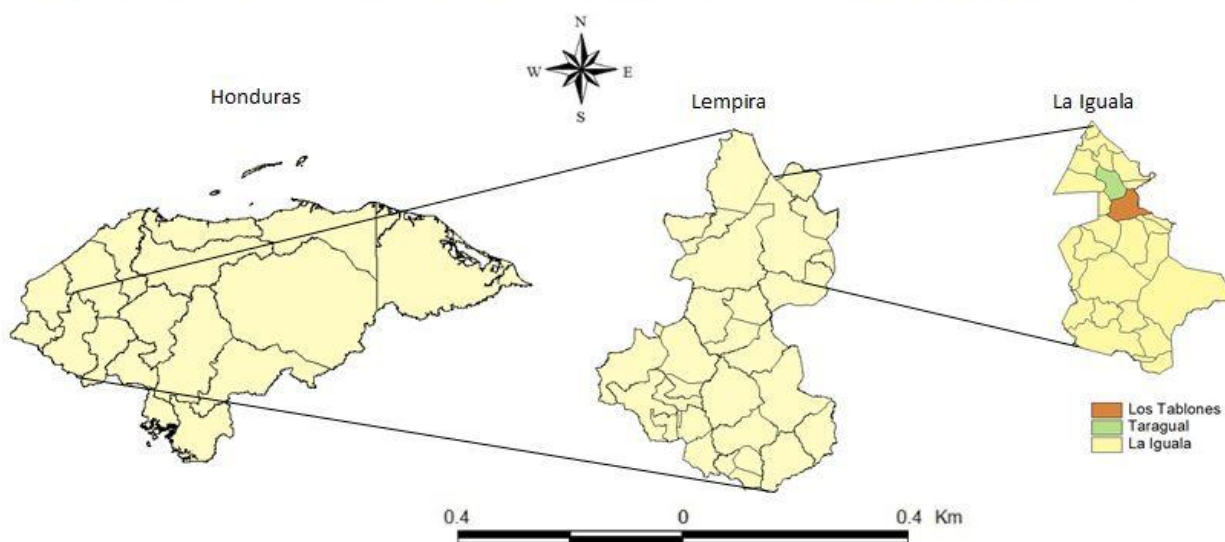 N
W E
S
Honduras
Lempira
La Iguala
Los Tablones
Taragual
La Iguala
0.4 0 0.4 Km